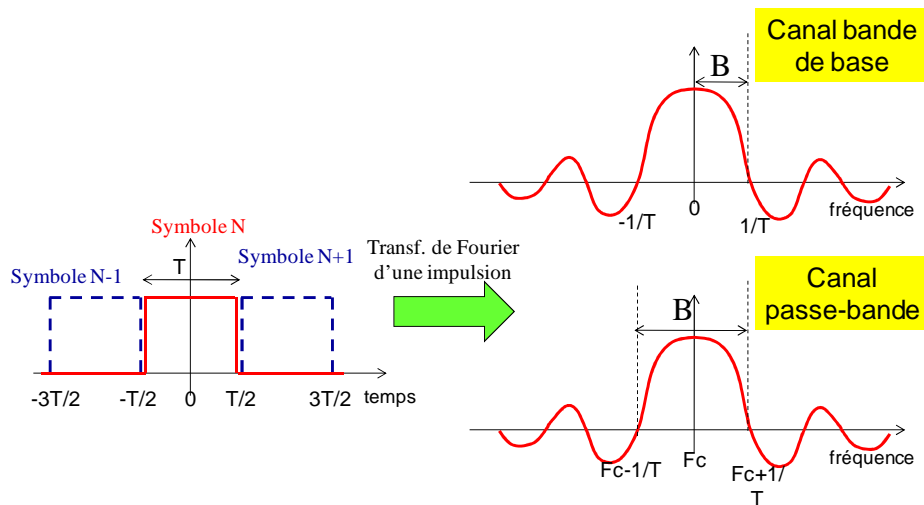 Canal bande
de base
B
-1/T
0
1/T
fréquence
Symbole N
Symbole N-1
T
Symbole N+1
-3T/2
-T/2
0
T/2
3T/2
temps
Transf. de Fourier
d’une impulsion
Canal
passe-bande
B
Fc-1/T
Fc
Fc+1/
T
fréquence